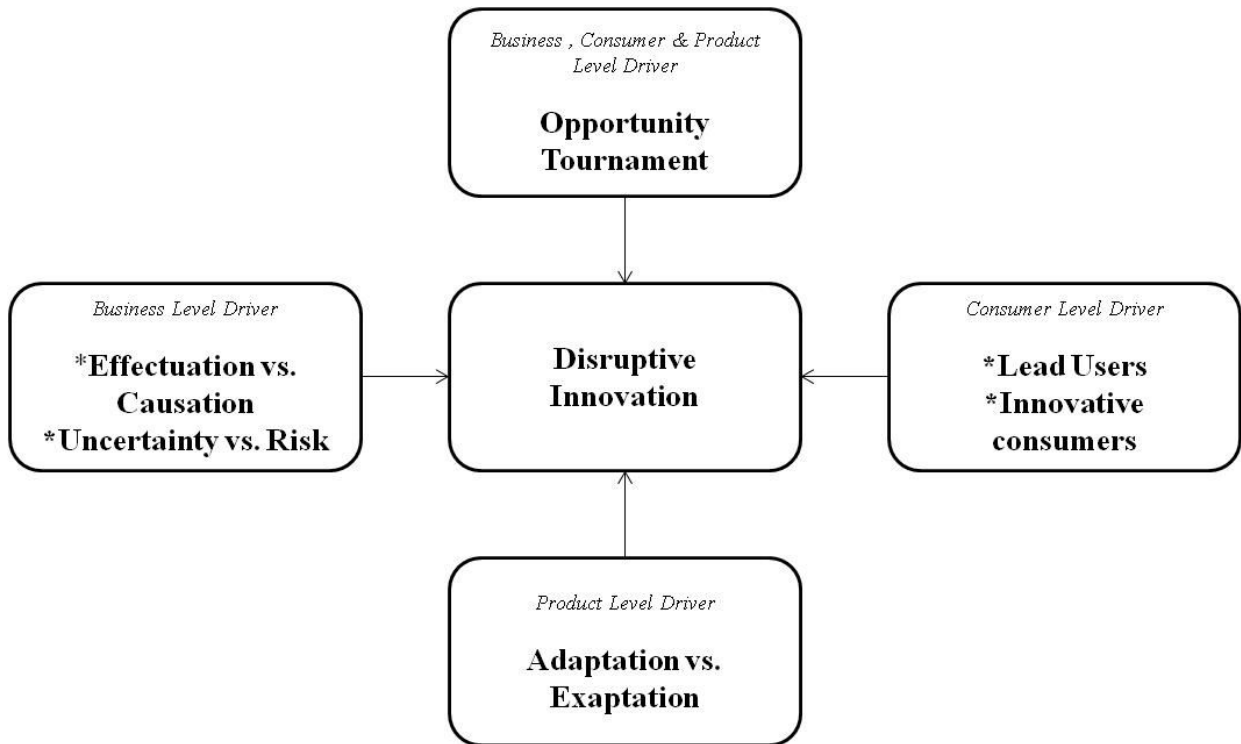 Business , Consumer & Product
Level Driver
Opportunity
Tournament
Business Level Driver
*Effectuation vs.
Causation
*Uncertainty vs. Risk
Disruptive
Innovation
Consumer Level Driver
*Lead Users
*Innovative
consumers
Product Level Driver
Adaptation vs.
Exaptation